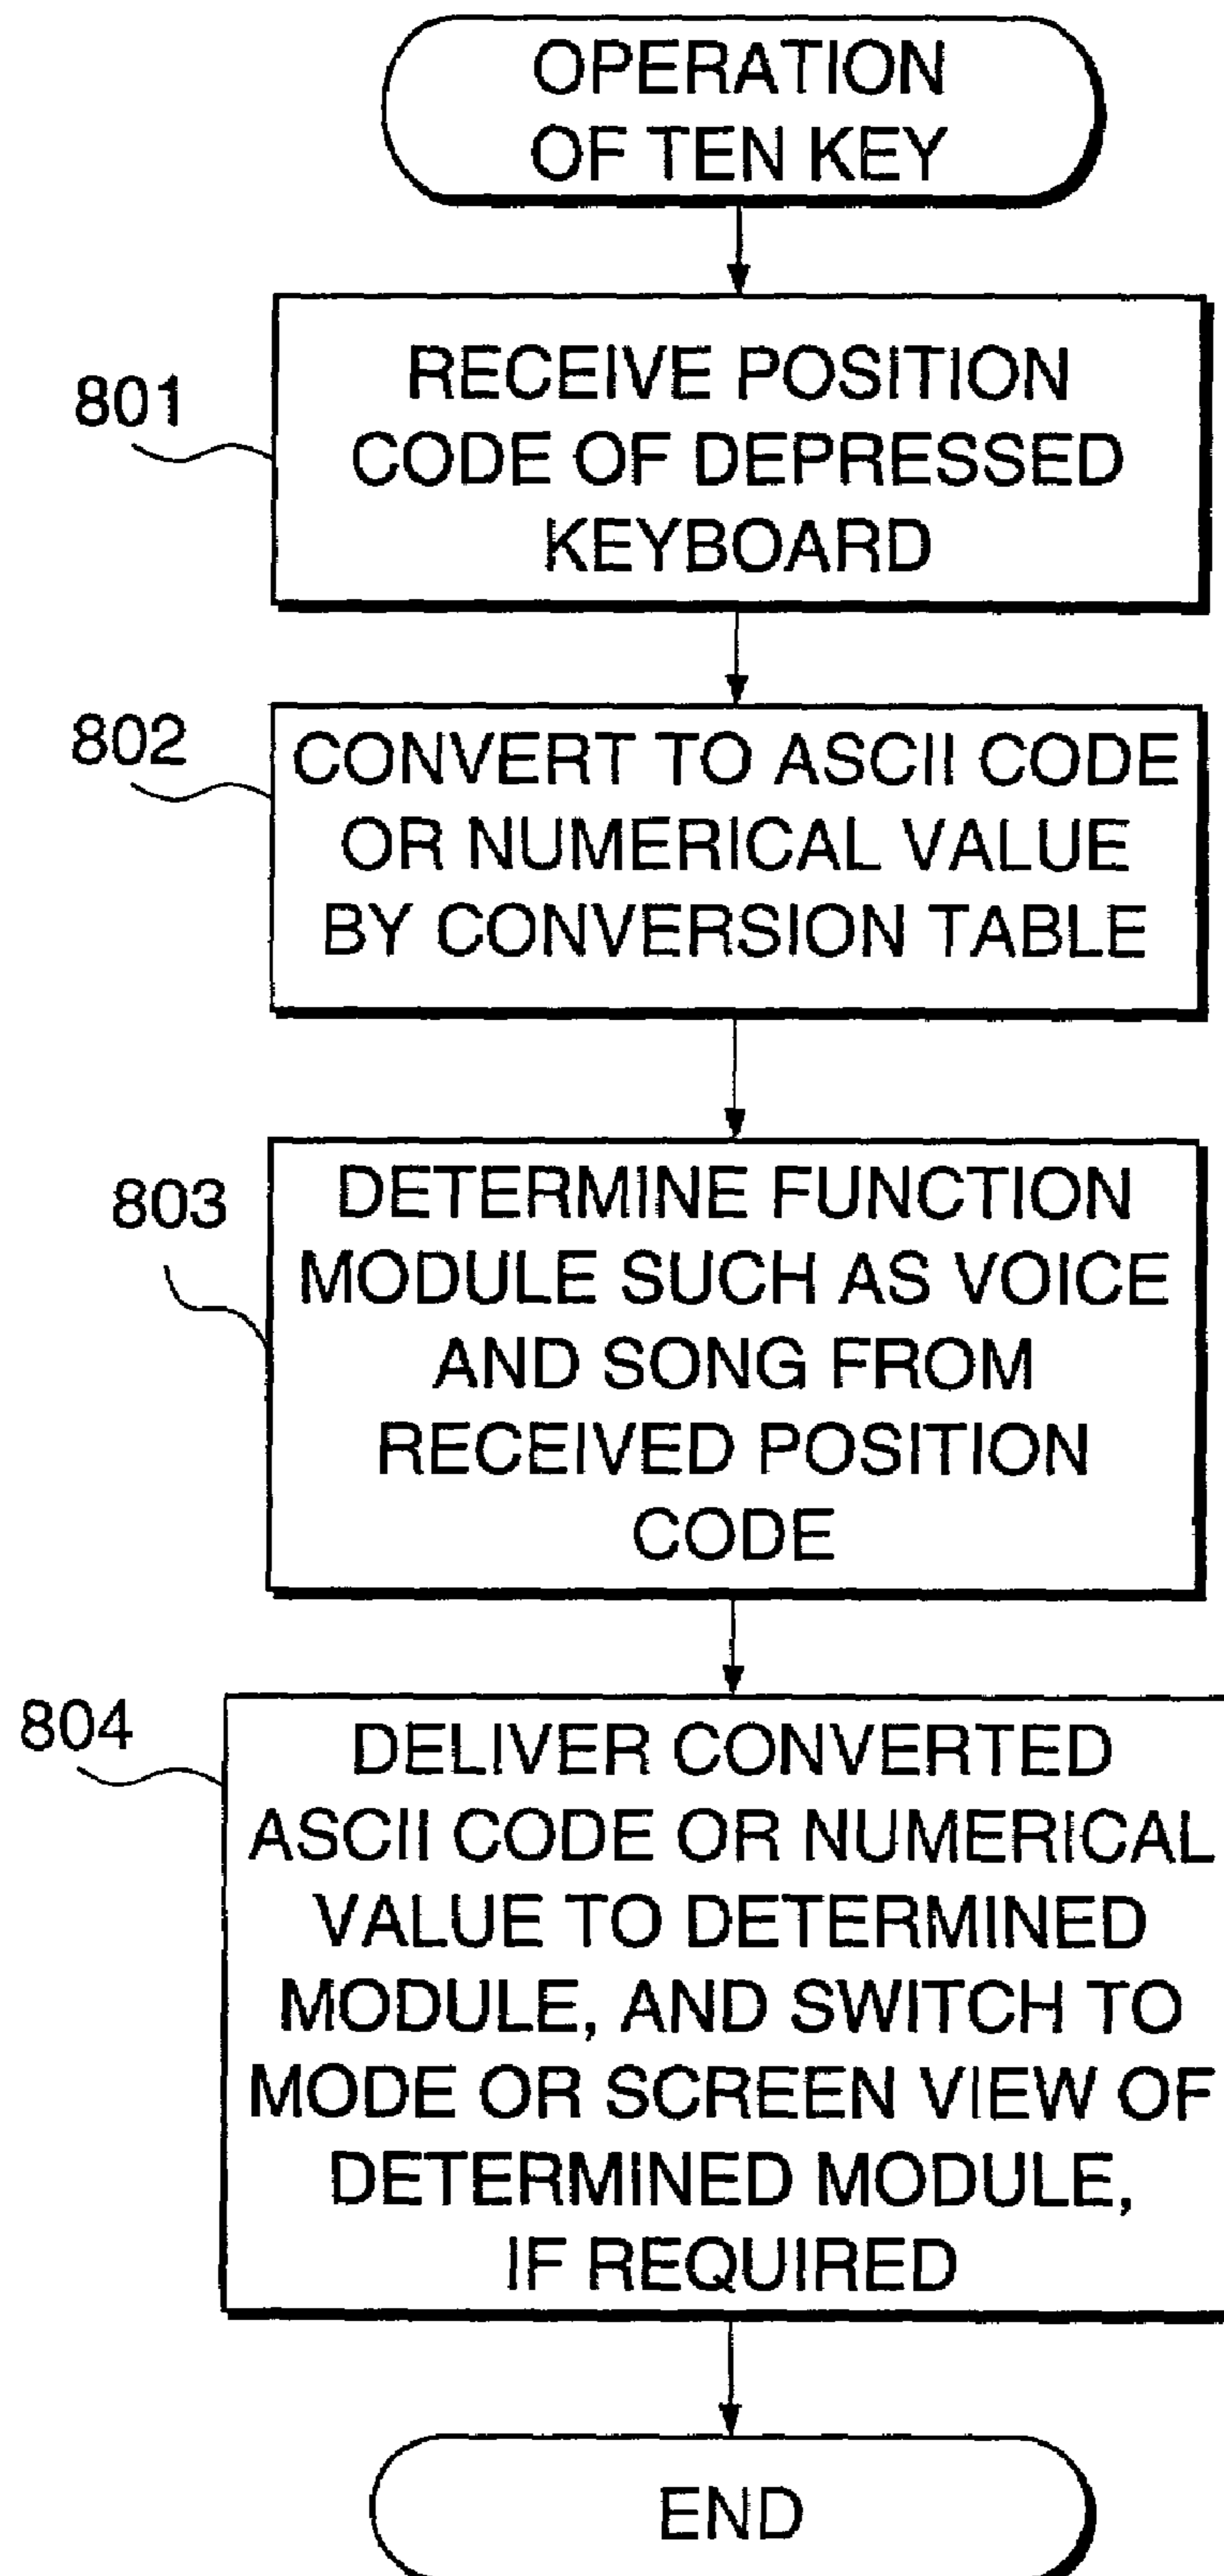 OPERATION
OF TEN KEY
801
RECEIVE POSITION
CODE OF DEPRESSED
KEYBOARD
802
CONVERT TO ASCII CODE
OR NUMERICAL VALUE
BY CONVERSION TABLE
803
DETERMINE FUNCTION
MODULE SUCH AS VOICE
AND SONG FROM
RECEIVED POSITION
CODE
804
DELIVER CONVERTED
ASCII CODE OR NUMERICAL
VALUE TO DETERMINED
MODULE, AND SWITCH TO
MODE OR SCREEN VIEW OF
DETERMINED MODULE,
IF REQUIRED
END